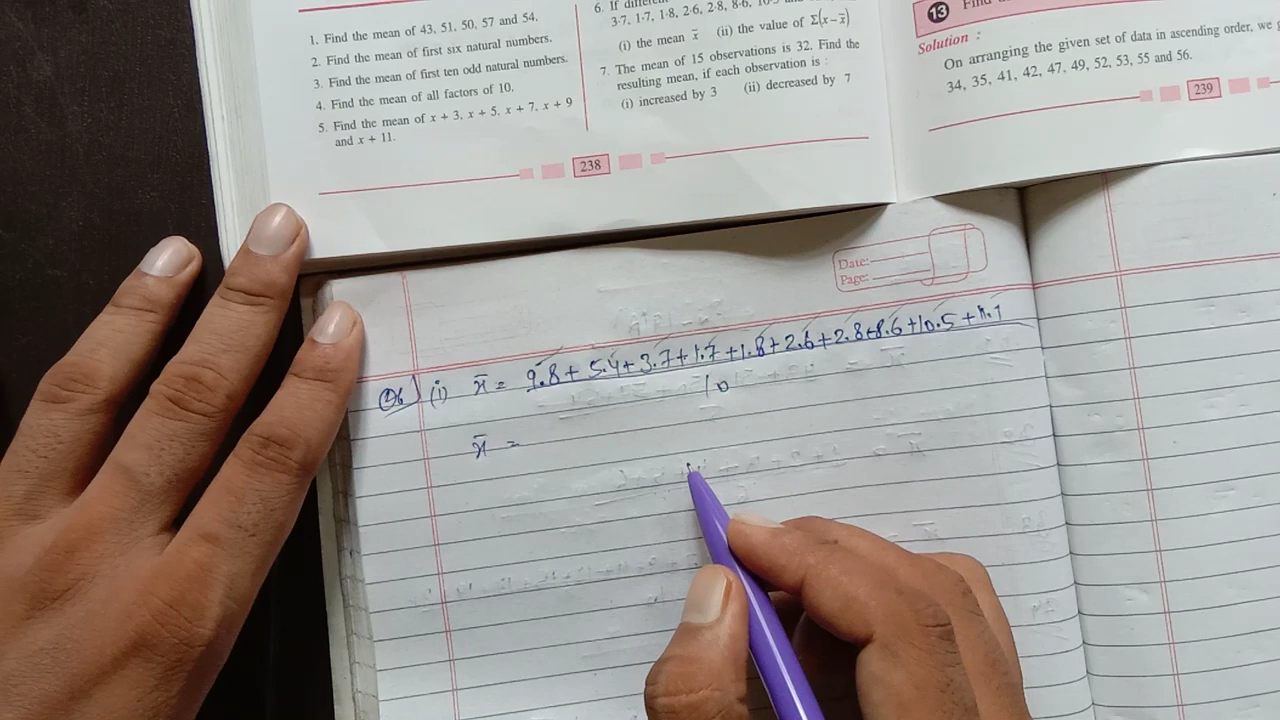 1. Find the mean of 43, 51, 50, 57 and 54.
2. Find the mean of first six natural numbers.
3. Find the mean of first ten odd natural numbers.
4. Find the mean of all factors of 10.
5. Find the mean of x + 3, x + 5, x + 7, x + 9
and x + 11.
238
6. If
3·7, 1·7, 1·8, 2·6, 2·8, 8·6,
(i) the mean x̄ (ii) the value of Σ(x−x̄)
7. The mean of 15 observations is 32. Find the
resulting mean, if each observation is :
(i) increased by 3 (ii) decreased by 7
13 Find
Solution :
On arranging the given set of data in ascending order, we
34, 35, 41, 42, 47, 49, 52, 53, 55 and 56.
239
Date:
Page:
Q6) (i) x̄ = 9.8 + 5.4 + 3.7 + 1.7 + 1.8 + 2.6 + 2.8 + 8.6 + 10.5 + 11.1
10
x̄ =